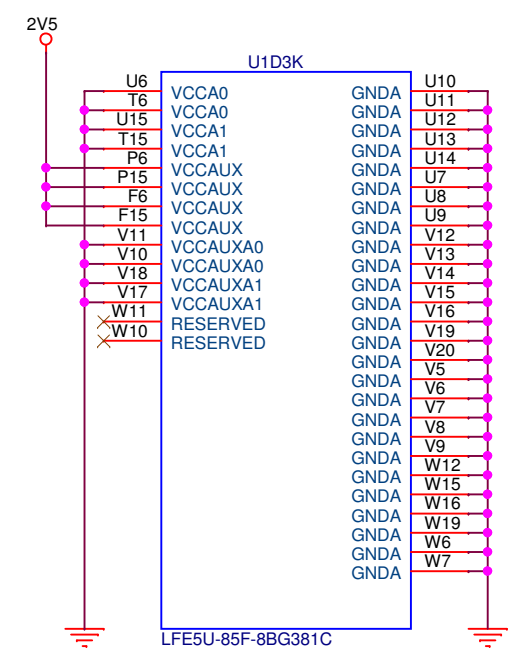 2V5
U1D3K
U6 VCCA0 GNDA U10
T6 VCCA0 GNDA U11
U15 VCCA1 GNDA U12
T15 VCCA1 GNDA U13
P6 VCCAUX GNDA U14
P15 VCCAUX GNDA U7
F6 VCCAUX GNDA U8
F15 VCCAUX GNDA U9
V11 VCCAUXA0 GNDA V12
V10 VCCAUXA0 GNDA V13
V18 VCCAUXA1 GNDA V14
V17 VCCAUXA1 GNDA V15
W11 RESERVED GNDA V16
W10 RESERVED GNDA V19
GNDA V20
GNDA V5
GNDA V6
GNDA V7
GNDA V8
GNDA V9
GNDA W12
GNDA W15
GNDA W16
GNDA W19
GNDA W6
GNDA W7
LFE5U-85F-8BG381C